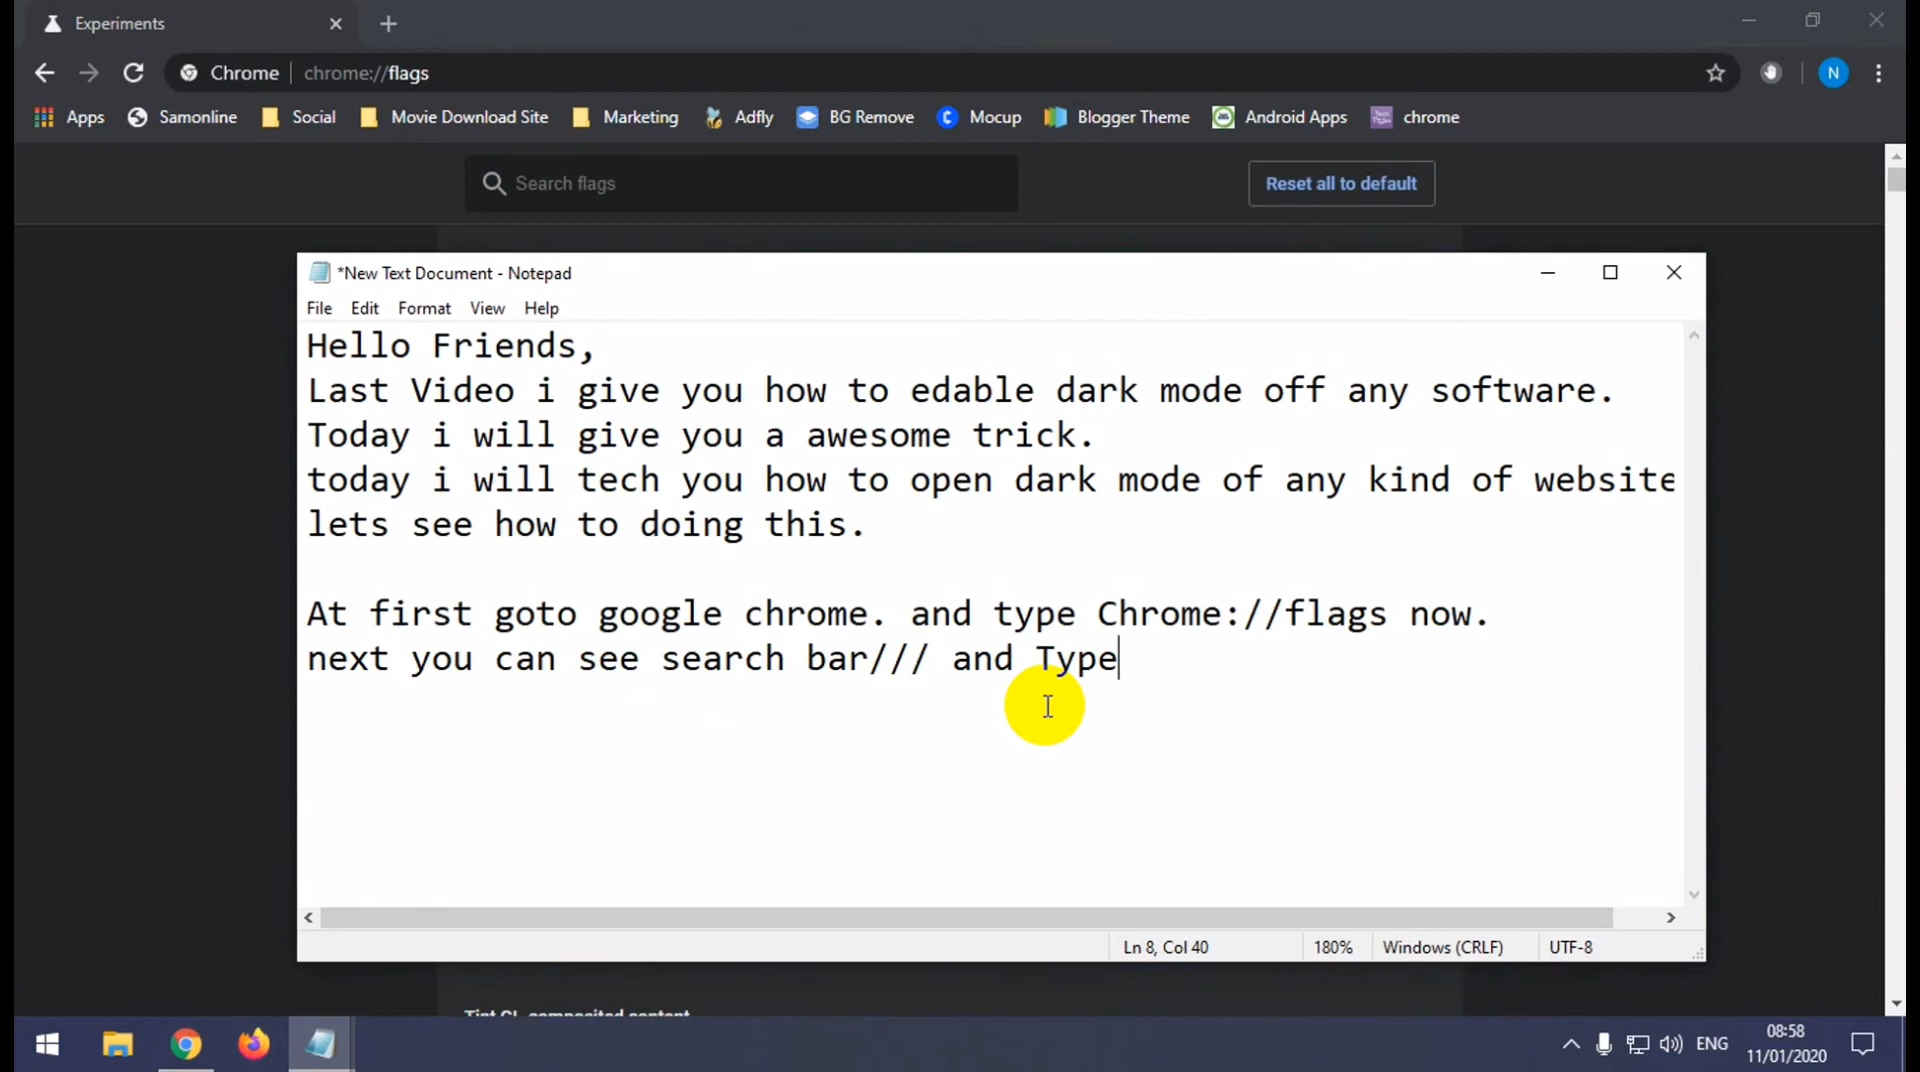 Experiments
Chrome chrome://flags N
Apps Samonline Social Movie Download Site Marketing Adfly BG Remove Mocup Blogger Theme Android Apps chrome
Search flags Reset all to default
*New Text Document - Notepad
File Edit Format View Help
Hello Friends,
Last Video i give you how to edable dark mode off any software.
Today i will give you a awesome trick.
today i will tech you how to open dark mode of any kind of website
lets see how to doing this.
At first goto google chrome. and type Chrome://flags now.
next you can see search bar/// and Type
Ln 8, Col 40 180% Windows (CRLF) UTF-8
Tint GL composited content
ENG 08:58
11/01/2020